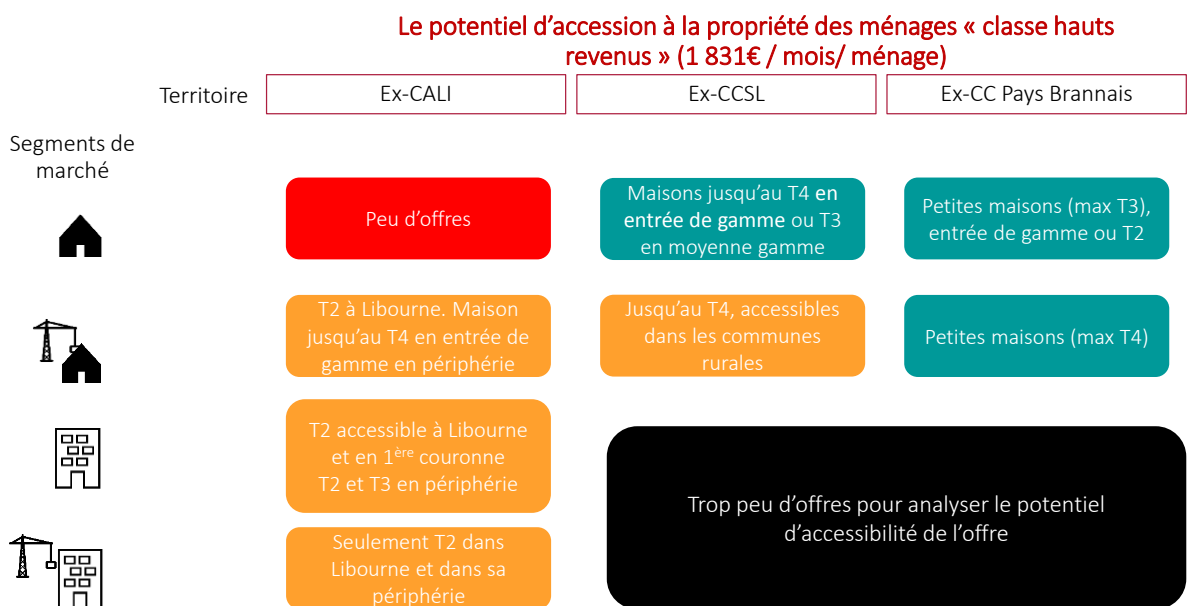 Le potentiel d'accession à la propriété des ménages « classe hauts
revenus » (1 831€ / mois/ ménage)
Territoire
Ex-CALI
Ex-CCSL
Ex-CC Pays Brannais
Segments de
marché
Peu d'offres
Maisons jusqu'au T4 en
entrée de gamme ou T3
en moyenne gamme
Petites maisons (max T3),
entrée de gamme ou T2
T2 à Libourne. Maison
jusqu'au T4 en entrée de
gamme en périphérie
Jusqu'au T4, accessibles
dans les communes
rurales
Petites maisons (max T4)
T2 accessible à Libourne
et en 1ère couronne
T2 et T3 en périphérie
Trop peu d'offres pour analyser le potentiel
d'accessibilité de l'offre
Seulement T2 dans
Libourne et dans sa
périphérie